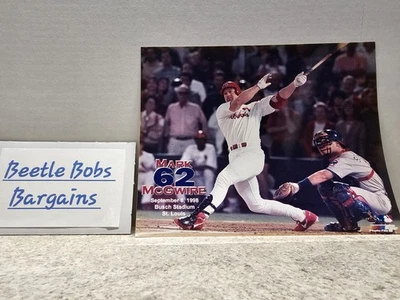 Beetle Bobs
Bargains
MARK
62
MCGWIRE
September 8, 1998
Busch Stadium
St. Louis